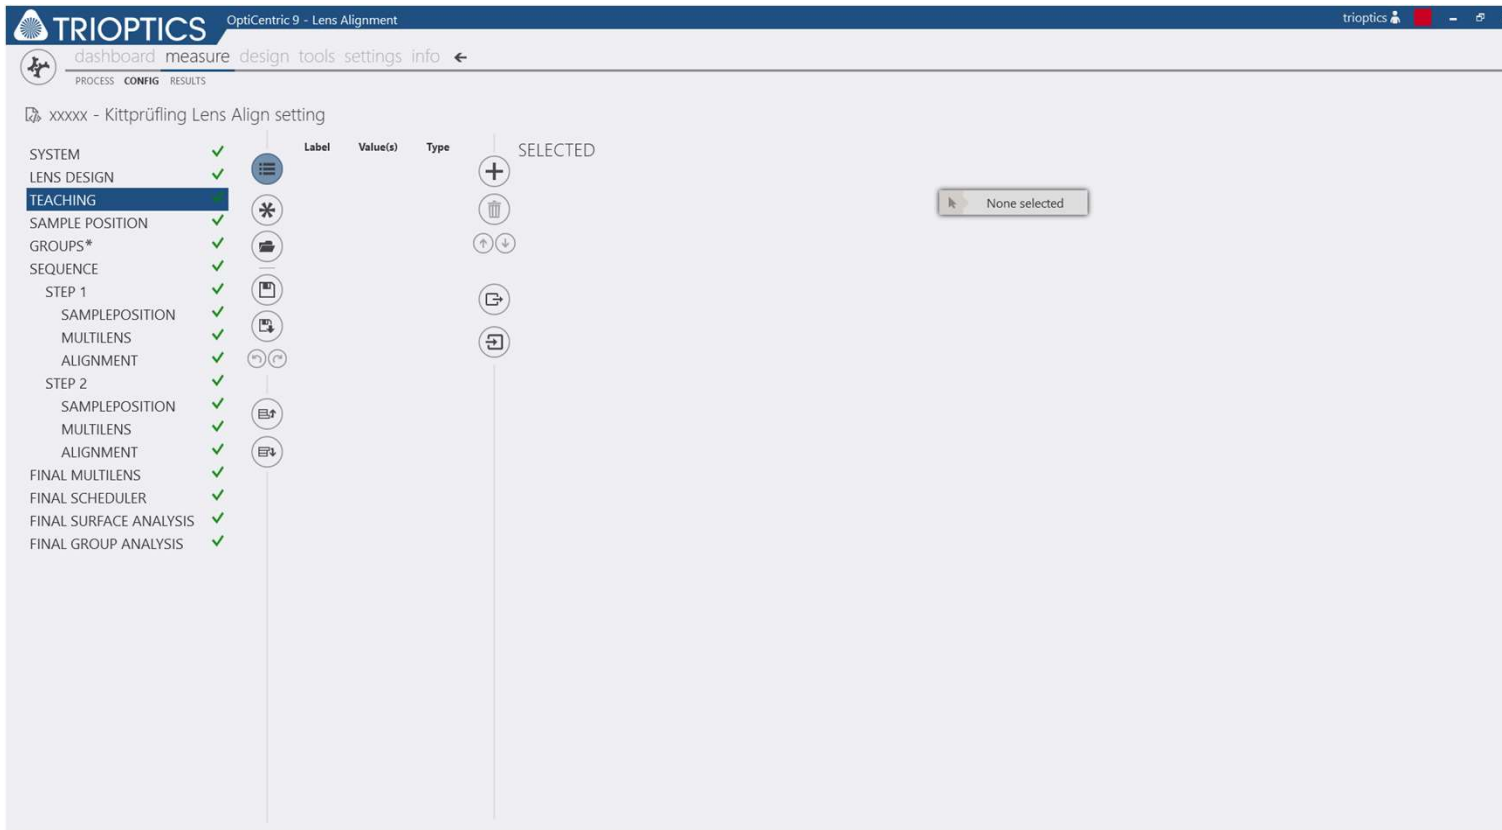 TRIOPTICS OptiCentric 9 - Lens Alignment trioptics
dashboard measure design tools settings info
PROCESS CONFIG RESULTS
xxxxx - Kittprüfling Lens Align setting
Label Value(s) Type SELECTED
SYSTEM
LENS DESIGN
TEACHING
None selected
SAMPLE POSITION
GROUPS*
SEQUENCE
STEP 1
SAMPLEPOSITION
MULTILENS
ALIGNMENT
STEP 2
SAMPLEPOSITION
MULTILENS
ALIGNMENT
FINAL MULTILENS
FINAL SCHEDULER
FINAL SURFACE ANALYSIS
FINAL GROUP ANALYSIS